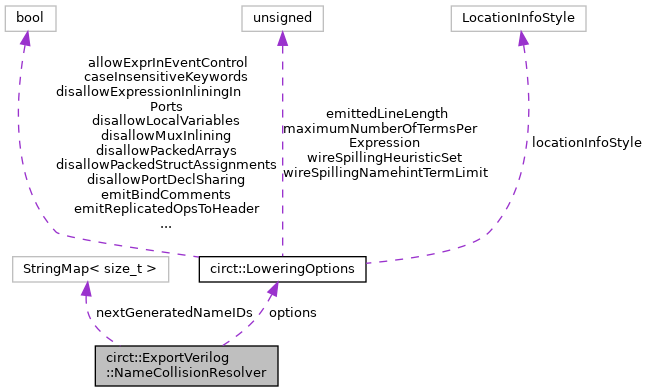 bool
unsigned
LocationInfoStyle
allowExprInEventControl
caseInsensitiveKeywords
disallowExpressionInliningIn
Ports
disallowLocalVariables
disallowMuxInlining
disallowPackedArrays
disallowPackedStructAssignments
disallowPortDeclSharing
emitBindComments
emitReplicatedOpsToHeader
...
emittedLineLength
maximumNumberOfTermsPer
Expression
wireSpillingHeuristicSet
wireSpillingNamehintTermLimit
locationInfoStyle
StringMap< size_t >
circt::LoweringOptions
nextGeneratedNameIDs
options
circt::ExportVerilog
::NameCollisionResolver